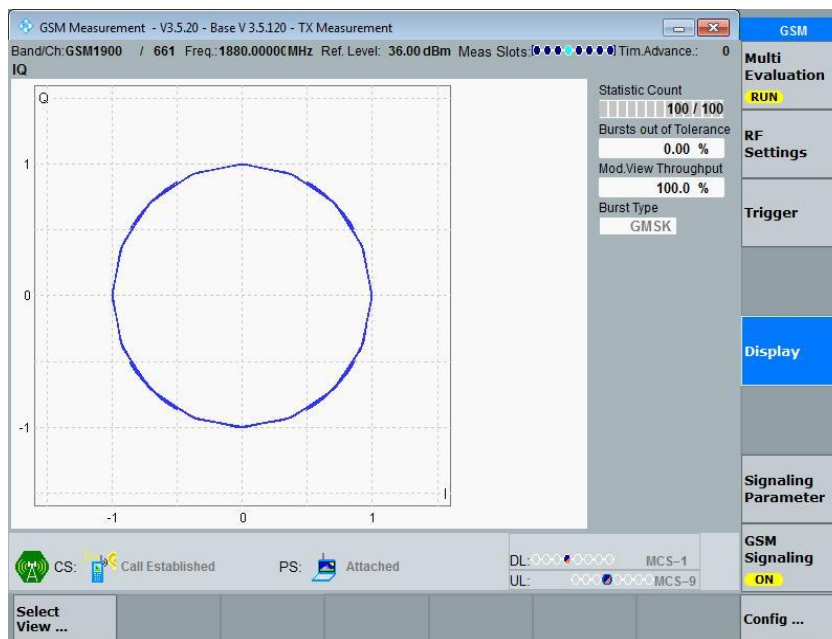 GSM Measurement - V3.5.20 - Base V 3.5.120 - TX Measurement
GSM
Band/Ch: GSM1900 / 661 Freq.: 1880.0000 MHz Ref. Level: 36.00 dBm Meas Slots: Tim.Advance.: 0
IQ
Q
1
0
-1
I
-1 0 1
Statistic Count
100 / 100
Bursts out of Tolerance
0.00 %
Mod.View Throughput
100.0 %
Burst Type
GMSK
Multi
Evaluation
RUN
RF
Settings
Trigger
Display
Signaling
Parameter
GSM
Signaling
ON
CS: Call Established PS: Attached
DL: MCS-1
UL: MCS-9
Select
View ...
Config ...